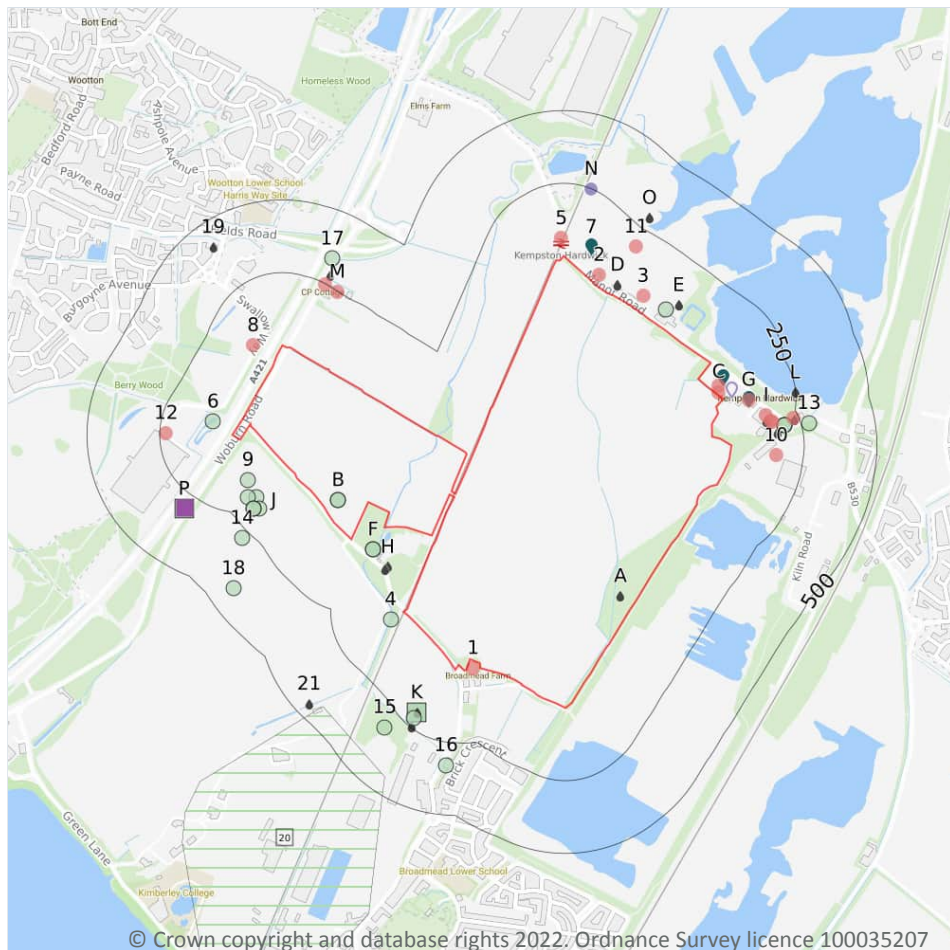 Bott End
Wootton
Bedford Road
Ashpole Avenue
Payne Road
Homeless Wood
Elms Farm
Wootton Lower School-
Harris Way Site
Fields Road
Burgoyne Avenue
Berry Wood
Woburn Road
A421
CP Cottage
Kempston Hardwick
Manor Road
Kempston Hardwick
250
500
B530
Kiln Road
Broadmead Farm
Brick Crescent
Broadmead Lower School
Green Lane
Kimberley College
N
O
5
7
11
2
D
3
E
19
17
M
8
12
6
P
9
J
14
18
B
F
H
4
A
1
21
K
15
16
20
C
G
I
L
13
10
© Crown copyright and database rights 2022. Ordnance Survey licence 100035207